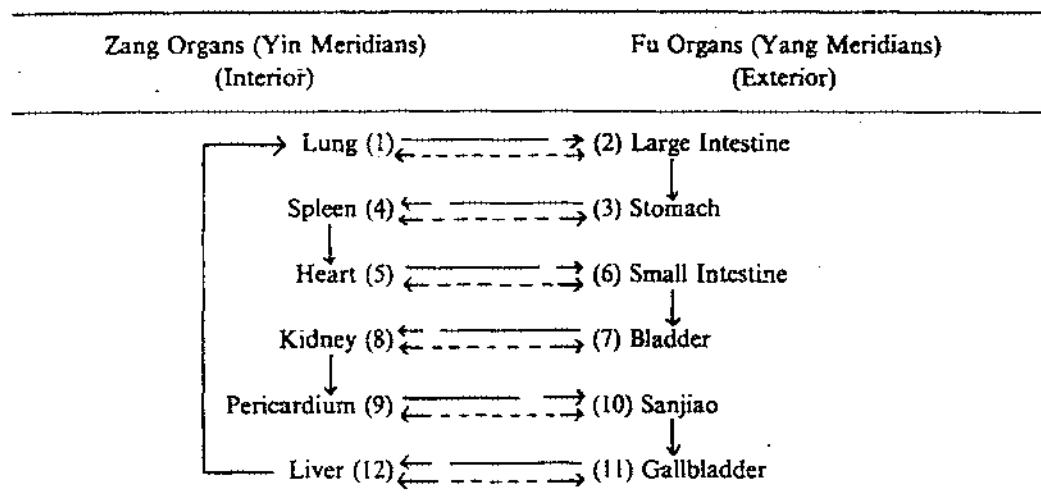 Zang Organs (Yin Meridians) Fu Organs (Yang Meridians)
(Interior) (Exterior)
Lung (1) (2) Large Intestine
Spleen (4) (3) Stomach
Heart (5) (6) Small Intestine
Kidney (8) (7) Bladder
Pericardium (9) (10) Sanjiao
Liver (12) (11) Gallbladder